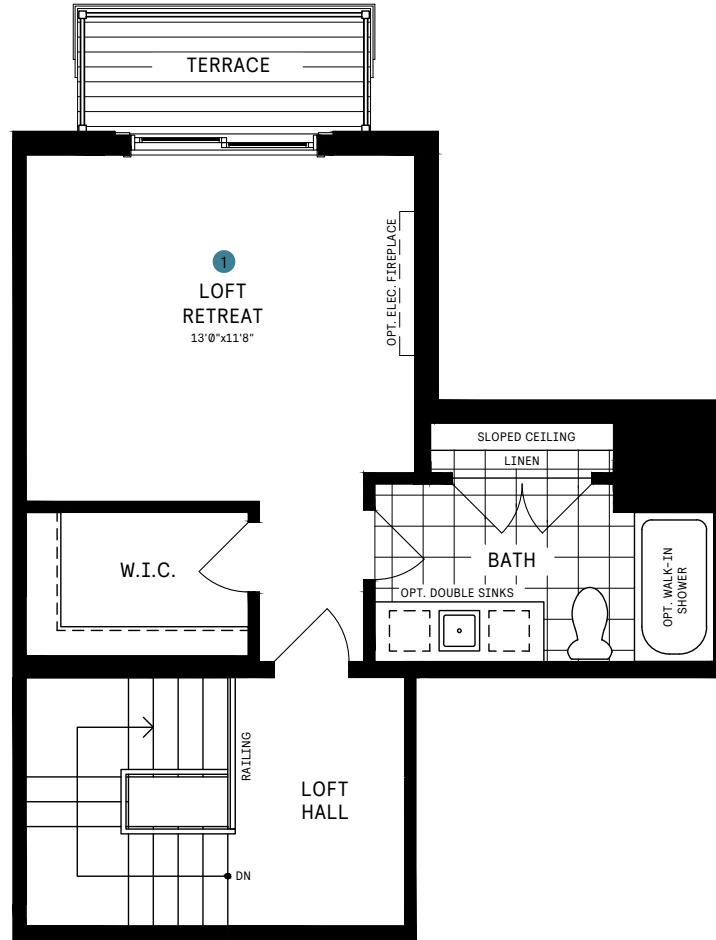 TERRACE
1
LOFT
RETREAT
13'0"x11'8"
OPT. ELEC. FIREPLACE
SLOPED CEILING
LINEN
W.I.C.
BATH
OPT. DOUBLE SINKS
OPT. WALK-IN
SHOWER
RAILING
LOFT
HALL
DN